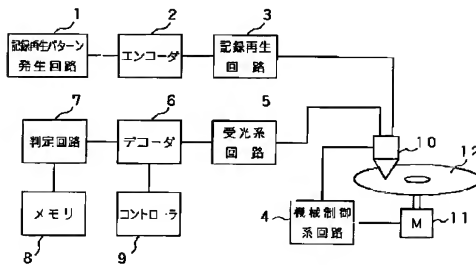 1
記録再生パターン
発生回路
2
エンコーダ
3
記録再生
回路
7
判定回路
6
デコーダ
5
受光系
回路
10
12
メモリ
8
コントローラ
9
4
機械制御
系回路
M
11